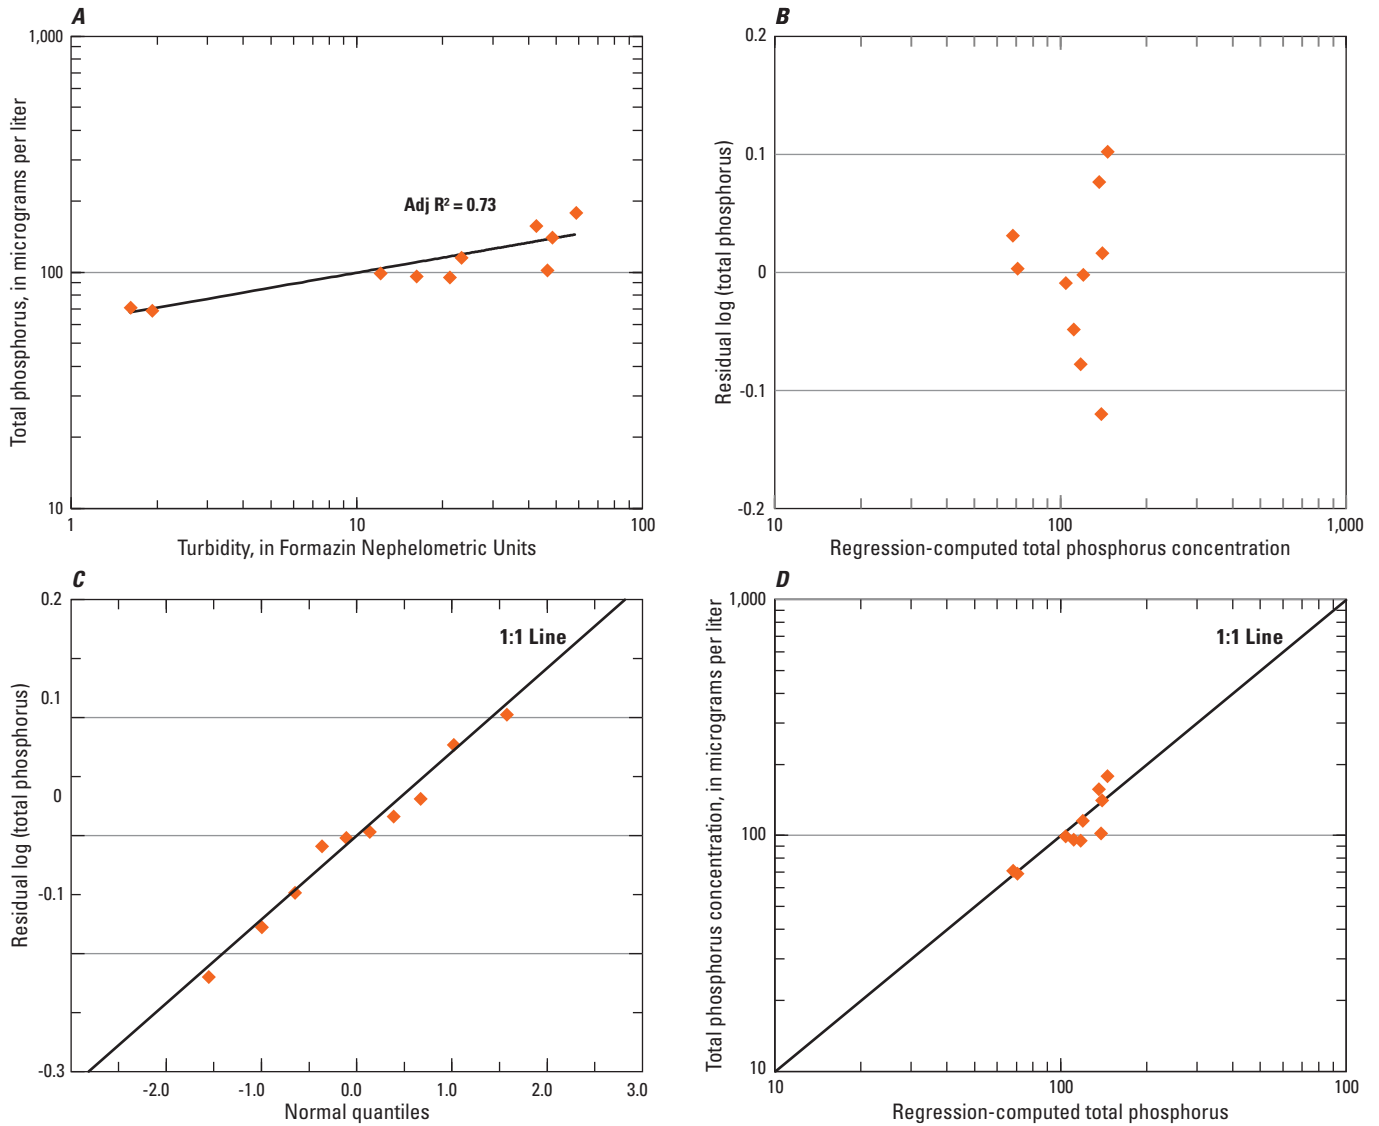 A
1,000
100
10
Total phosphorus, in micrograms per liter
Adj R² = 0.73
1
10
100
Turbidity, in Formazin Nephelometric Units
B
0.2
0.1
0
-0.1
-0.2
Residual log (total phosphorus)
10
100
1,000
Regression-computed total phosphorus concentration
C
0.2
0.1
0
-0.1
-0.3
Residual log (total phosphorus)
1:1 Line
-2.0
-1.0
0.0
1.0
2.0
3.0
Normal quantiles
D
1,000
100
10
Total phosphorus concentration, in micrograms per liter
1:1 Line
10
100
100
Regression-computed total phosphorus